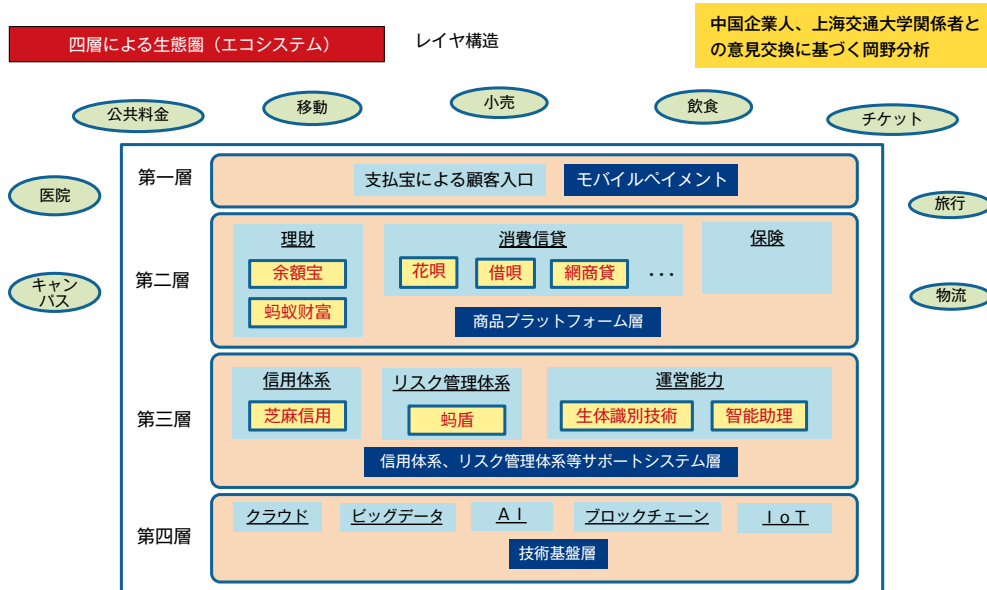 四層による生態圏（エコシステム）
レイヤ構造
中国企業人、上海交通大学関係者と
の意見交換に基づく岡野分析
公共料金
移動
小売
飲食
チケット
医院
キャン
パス
旅行
物流
第一層
支払宝による顧客入口
モバイルペイメント
第二層
理財
余額宝
蚂蚁财富
消費信貸
花唄
借唄
網商貸
・・・
保険
商品プラットフォーム層
第三層
信用体系
芝麻信用
リスク管理体系
蚂盾
運営能力
生体識別技術
智能助理
信用体系、リスク管理体系等サポートシステム層
第四層
クラウド
ビッグデータ
ＡＩ
ブロックチェーン
ＩｏＴ
技術基盤層